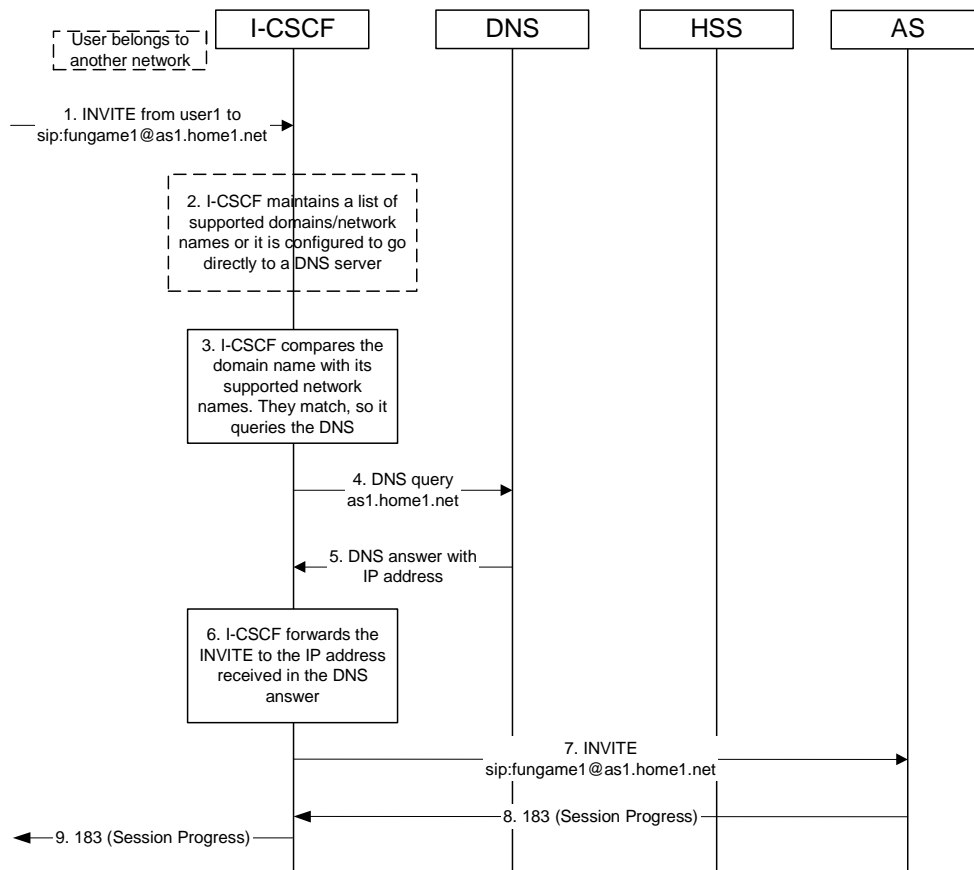 I-CSCF
DNS
HSS
AS
User belongs to
another network
1. INVITE from user1 to
sip:fungame1@as1.home1.net
2. I-CSCF maintains a list of
supported domains/network
names or it is configured to go
directly to a DNS server
3. I-CSCF compares the
domain name with its
supported network
names. They match, so it
queries the DNS
4. DNS query
as1.home1.net
5. DNS answer with
IP address
6. I-CSCF forwards the
INVITE to the IP address
received in the DNS
answer
7. INVITE
sip:fungame1@as1.home1.net
8. 183 (Session Progress)
9. 183 (Session Progress)